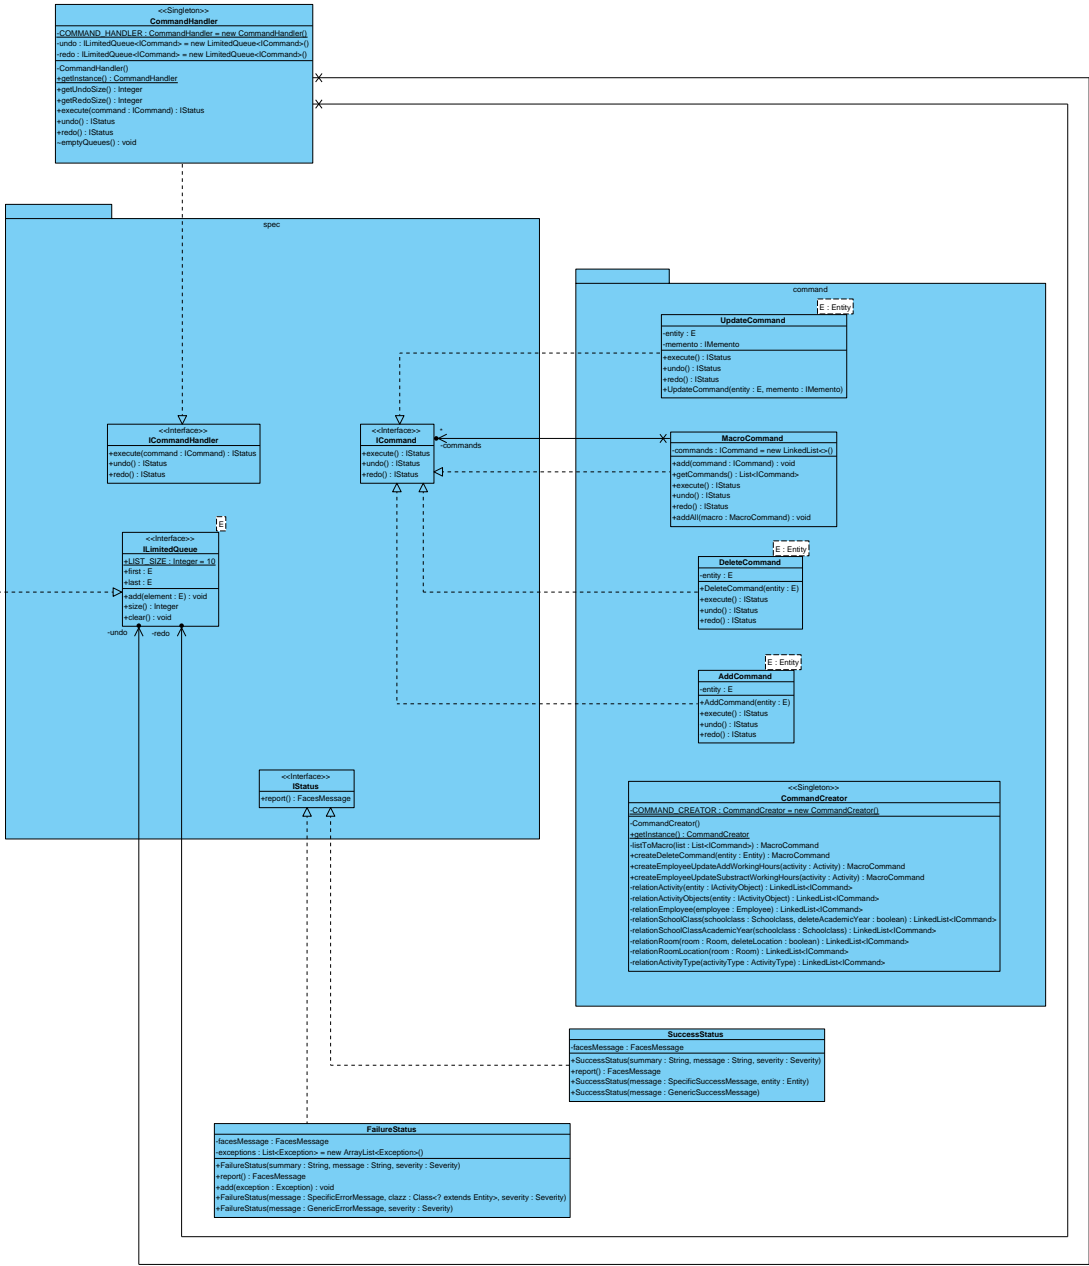 <<Singleton>>
CommandHandler
-COMMAND_HANDLER : CommandHandler = new CommandHandler()
-undo : ILimitedQueue<ICommand> = new LimitedQueue<ICommand>()
-redo : ILimitedQueue<ICommand> = new LimitedQueue<ICommand>()
-CommandHandler()
+getInstance() : CommandHandler
+getUndoSize() : Integer
+getRedoSize() : Integer
+execute(command : ICommand) : IStatus
+undo() : IStatus
+redo() : IStatus
~emptyQueues() : void
spec
<<Interface>>
ICommandHandler
+execute(command : ICommand) : IStatus
+undo() : IStatus
+redo() : IStatus
<<Interface>>
ICommand
+execute() : IStatus
+undo() : IStatus
+redo() : IStatus
*
-commands
E
<<Interface>>
ILimitedQueue
+LIST_SIZE : Integer = 10
+first : E
+last : E
+add(element : E) : void
+size() : Integer
+clear() : void
-undo
-redo
<<Interface>>
IStatus
+report() : FacesMessage
command
E : Entity
UpdateCommand
-entity : E
-memento : IMemento
+execute() : IStatus
+undo() : IStatus
+redo() : IStatus
+UpdateCommand(entity : E, memento : IMemento)
MacroCommand
-commands : ICommand = new LinkedList<>()
+add(command : ICommand) : void
+getCommands() : List<ICommand>
+execute() : IStatus
+undo() : IStatus
+redo() : IStatus
+addAll(macro : MacroCommand) : void
E : Entity
DeleteCommand
-entity : E
+DeleteCommand(entity : E)
+execute() : IStatus
+undo() : IStatus
+redo() : IStatus
E : Entity
AddCommand
-entity : E
+AddCommand(entity : E)
+execute() : IStatus
+undo() : IStatus
+redo() : IStatus
<<Singleton>>
CommandCreator
-COMMAND_CREATOR : CommandCreator = new CommandCreator()
-CommandCreator()
+getInstance() : CommandCreator
-listToMacro(list : List<ICommand>) : MacroCommand
+createDeleteCommand(entity : Entity) : MacroCommand
+createEmployeeUpdateAddWorkingHours(activity : Activity) : MacroCommand
+createEmployeeUpdateSubstractWorkingHours(activity : Activity) : MacroCommand
-relationActivity(entity : IActivityObject) : LinkedList<ICommand>
-relationActivityObjects(entity : IActivityObject) : LinkedList<ICommand>
-relationEmployee(employee : Employee) : LinkedList<ICommand>
-relationSchoolClass(schoolclass : Schoolclass, deleteAcademicYear : boolean) : LinkedList<ICommand>
-relationSchoolClassAcademicYear(schoolclass : Schoolclass) : LinkedList<ICommand>
-relationRoom(room : Room, deleteLocation : boolean) : LinkedList<ICommand>
-relationRoomLocation(room : Room) : LinkedList<ICommand>
-relationActivityType(activityType : ActivityType) : LinkedList<ICommand>
SuccessStatus
-facesMessage : FacesMessage
+SuccessStatus(summary : String, message : String, severity : Severity)
+report() : FacesMessage
+SuccessStatus(message : SpecificSuccessMessage, entity : Entity)
+SuccessStatus(message : GenericSuccessMessage)
FailureStatus
-facesMessage : FacesMessage
-exceptions : List<Exception> = new ArrayList<Exception>()
+FailureStatus(summary : String, message : String, severity : Severity)
+report() : FacesMessage
+add(exception : Exception) : void
+FailureStatus(message : SpecificErrorMessage, clazz : Class<? extends Entity>, severity : Severity)
+FailureStatus(message : GenericErrorMessage, severity : Severity)